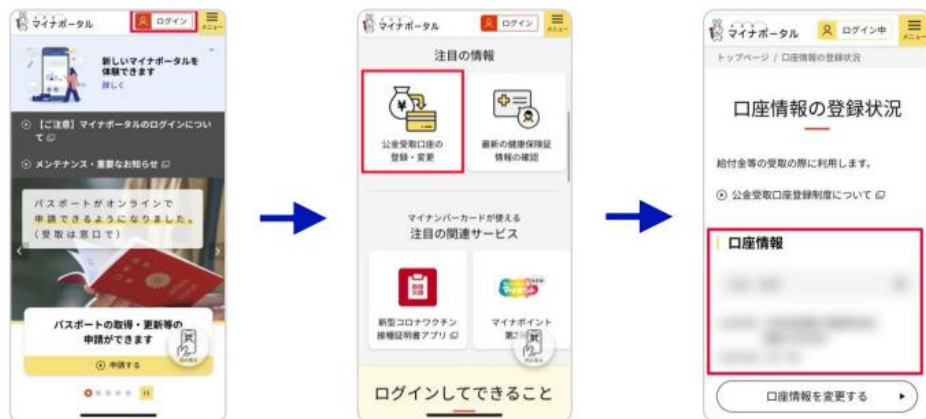 マイナポータル
ログイン
メニュー
新しいマイナポータルを
体験できます
詳しく
【ご注意】マイナポータルのログインについ
て
メンテナンス・重要なお知らせ
パスポートがオンラインで
申請できるようになりました。
(受取は窓口で)
パスポートの取得・更新等の
申請ができます
申請する
マイナポータル
ログイン
メニュー
注目の情報
公金受取口座の
登録・変更
最新の健康保険証
情報の確認
マイナンバーカードが使える
注目の関連サービス
新型コロナワクチン
接種証明書アプリ
マイナポイント
ログインしてできること
マイナポータル
ログイン中
メニュー
トップページ / 口座情報の登録状況
口座情報の登録状況
給付金等の受取の際に利用します。
公金受取口座登録制度について
口座情報
口座情報を変更する